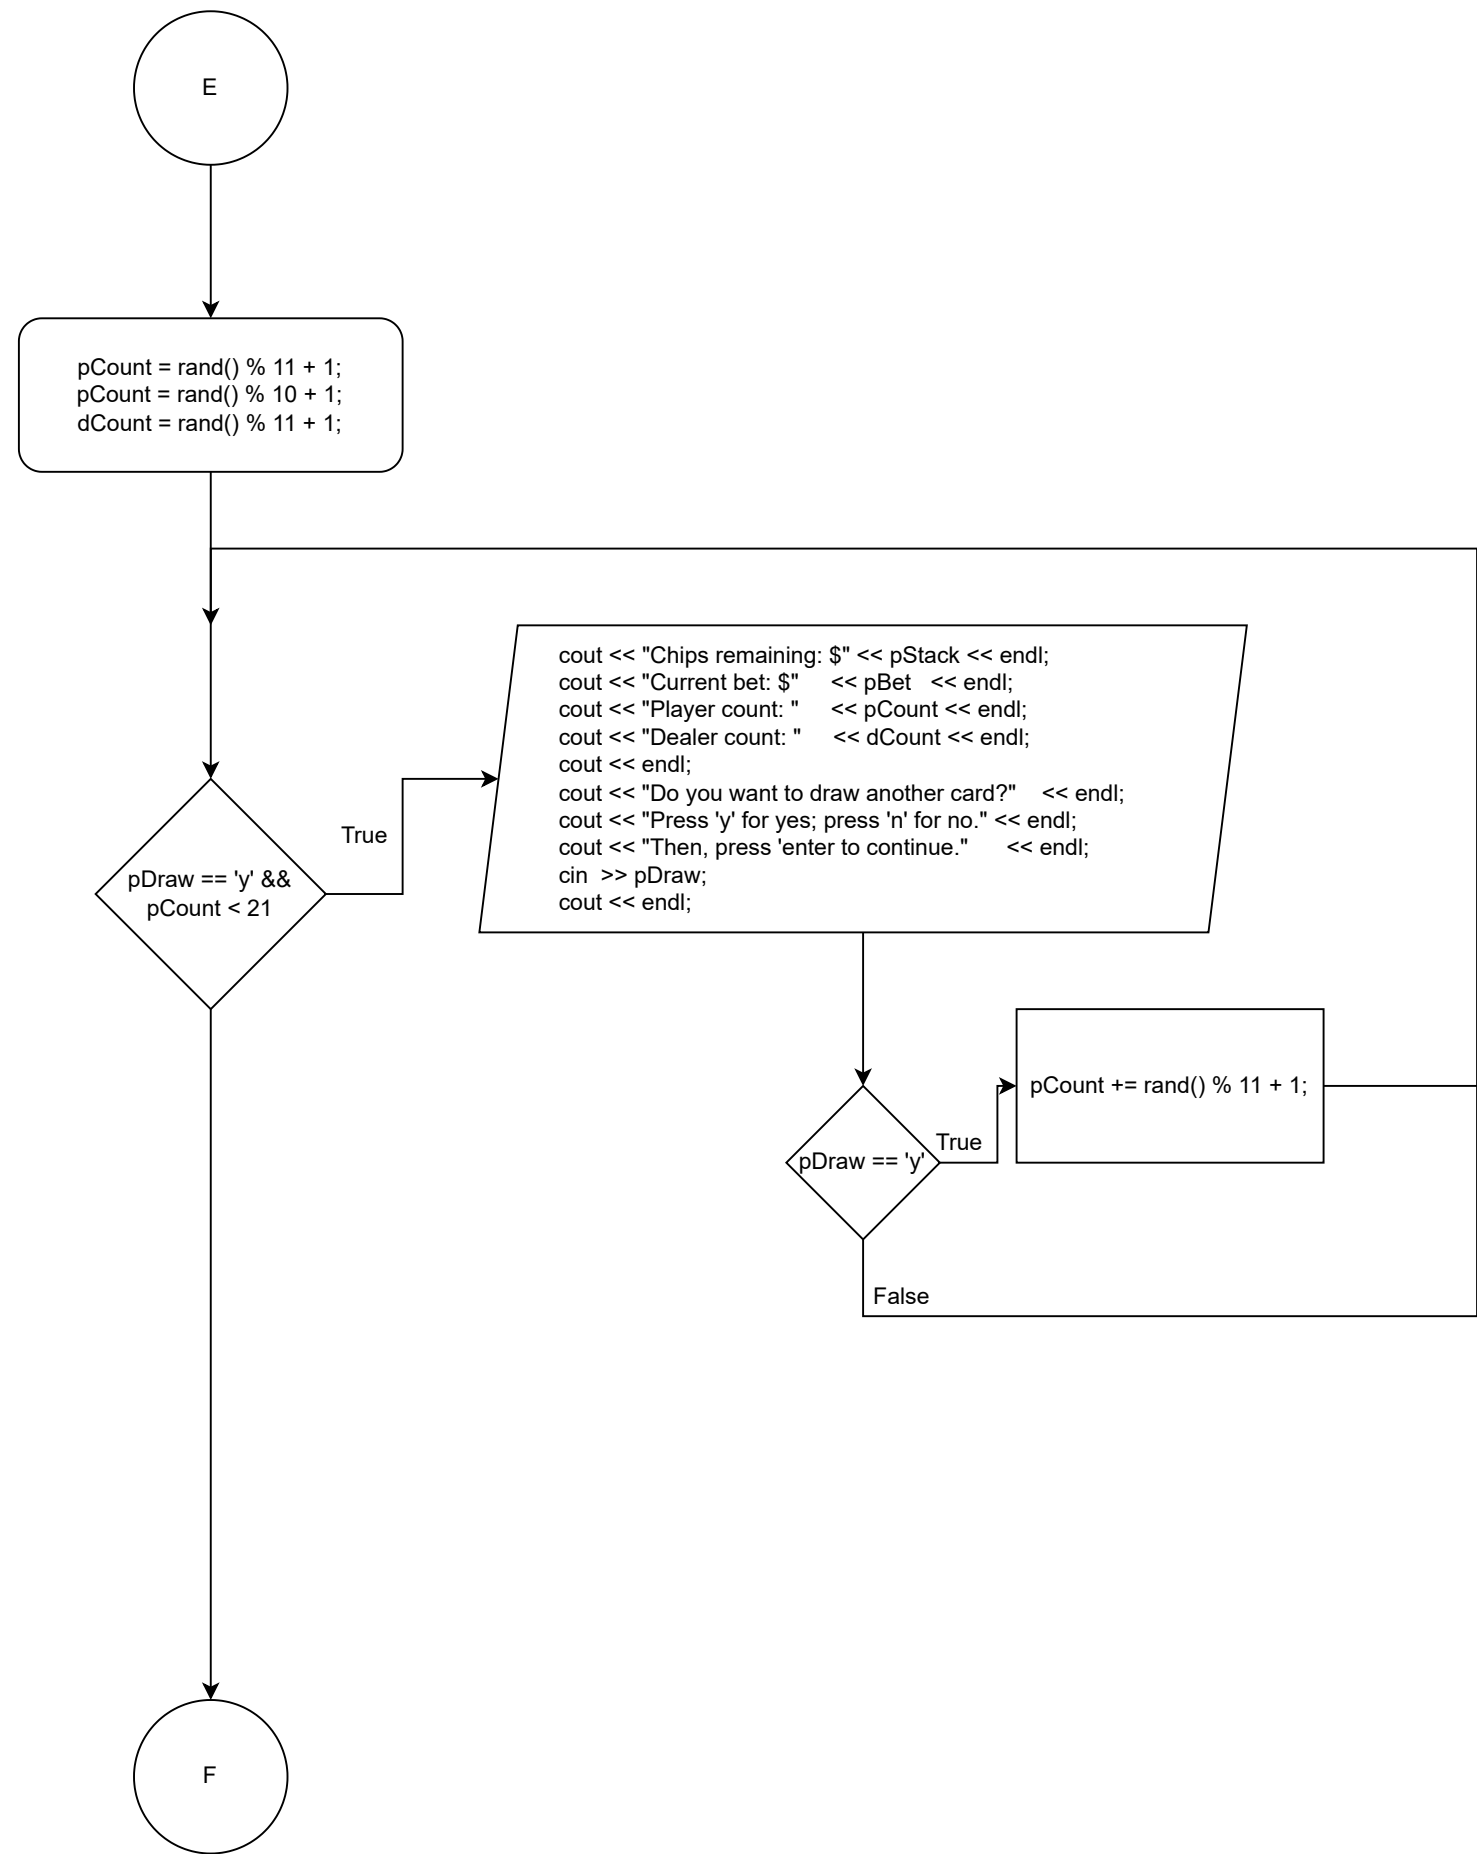 E
pCount = rand() % 11 + 1;
pCount = rand() % 10 + 1;
dCount = rand() % 11 + 1;
cout << "Chips remaining: $" << pStack << endl;
cout << "Current bet: $"     << pBet   << endl;
cout << "Player count: "     << pCount << endl;
cout << "Dealer count: "     << dCount << endl;
cout << endl;
cout << "Do you want to draw another card?"    << endl;
cout << "Press 'y' for yes; press 'n' for no." << endl;
cout << "Then, press 'enter to continue."      << endl;
cin  >> pDraw;
cout << endl;
True
pDraw == 'y' &&
pCount < 21
pCount += rand() % 11 + 1;
True
pDraw == 'y'
False
F